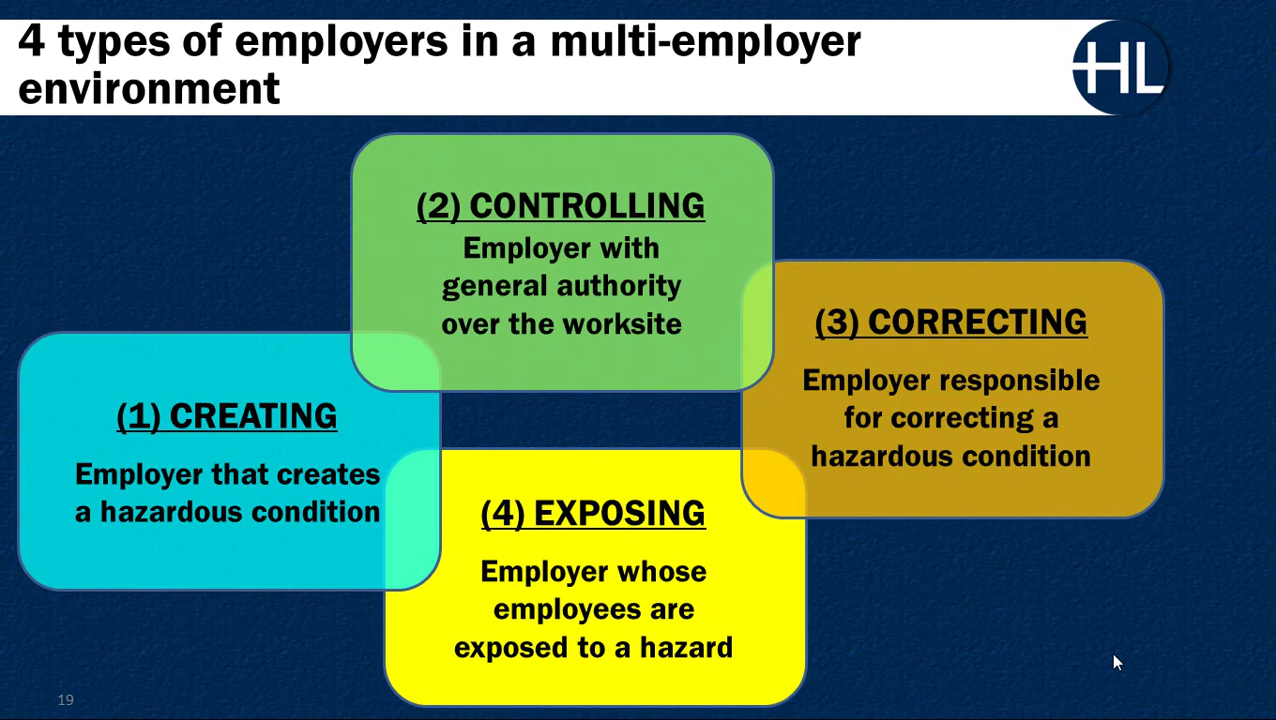 4 types of employers in a multi-employer
environment
HL
(2) CONTROLLING
Employer with
general authority
over the worksite
(3) CORRECTING
Employer responsible
for correcting a
hazardous condition
(1) CREATING
Employer that creates
a hazardous condition
(4) EXPOSING
Employer whose
employees are
exposed to a hazard
19